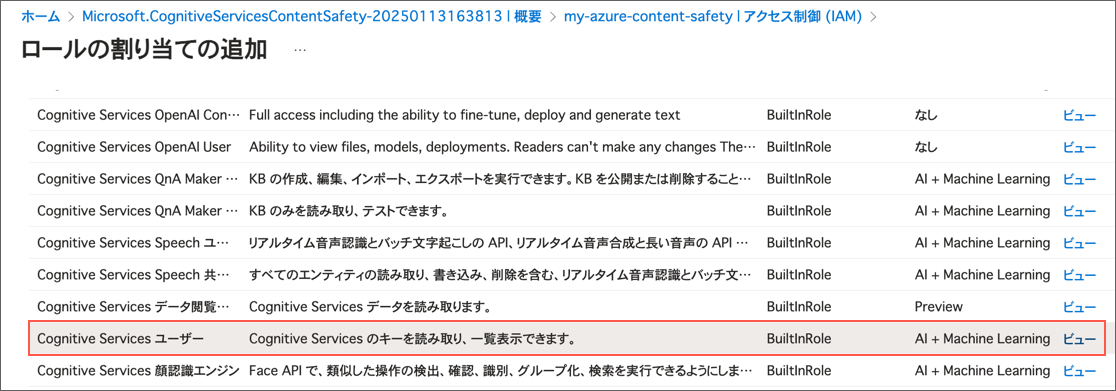 ホーム > Microsoft.CognitiveServicesContentSafety-20250113163813 | 概要 > my-azure-content-safety | アクセス制御 (IAM) >
ロールの割り当ての追加 …
Cognitive Services OpenAI Con… Full access including the ability to fine-tune, deploy and generate text BuiltInRole なし ビュー
Cognitive Services OpenAI User Ability to view files, models, deployments. Readers can't make any changes The… BuiltInRole なし ビュー
Cognitive Services QnA Maker … KB の作成、編集、インポート、エクスポートを実行できます。KB を公開または削除すること… BuiltInRole AI + Machine Learning ビュー
Cognitive Services QnA Maker … KB のみを読み取り、テストできます。 BuiltInRole AI + Machine Learning ビュー
Cognitive Services Speech ユ… リアルタイム音声認識とバッチ文字起こしの API、リアルタイム音声合成と長い音声の API … BuiltInRole AI + Machine Learning ビュー
Cognitive Services Speech 共… すべてのエンティティの読み取り、書き込み、削除を含む、リアルタイム音声認識とバッチ文… BuiltInRole AI + Machine Learning ビュー
Cognitive Services データ閲覧… Cognitive Services データを読み取ります。 BuiltInRole Preview ビュー
Cognitive Services ユーザー Cognitive Services のキーを読み取り、一覧表示できます。 BuiltInRole AI + Machine Learning ビュー
Cognitive Services 顔認識エンジン Face API で、類似した操作の検出、確認、識別、グループ化、検索を実行できるようにしま… BuiltInRole AI + Machine Learning ビュー